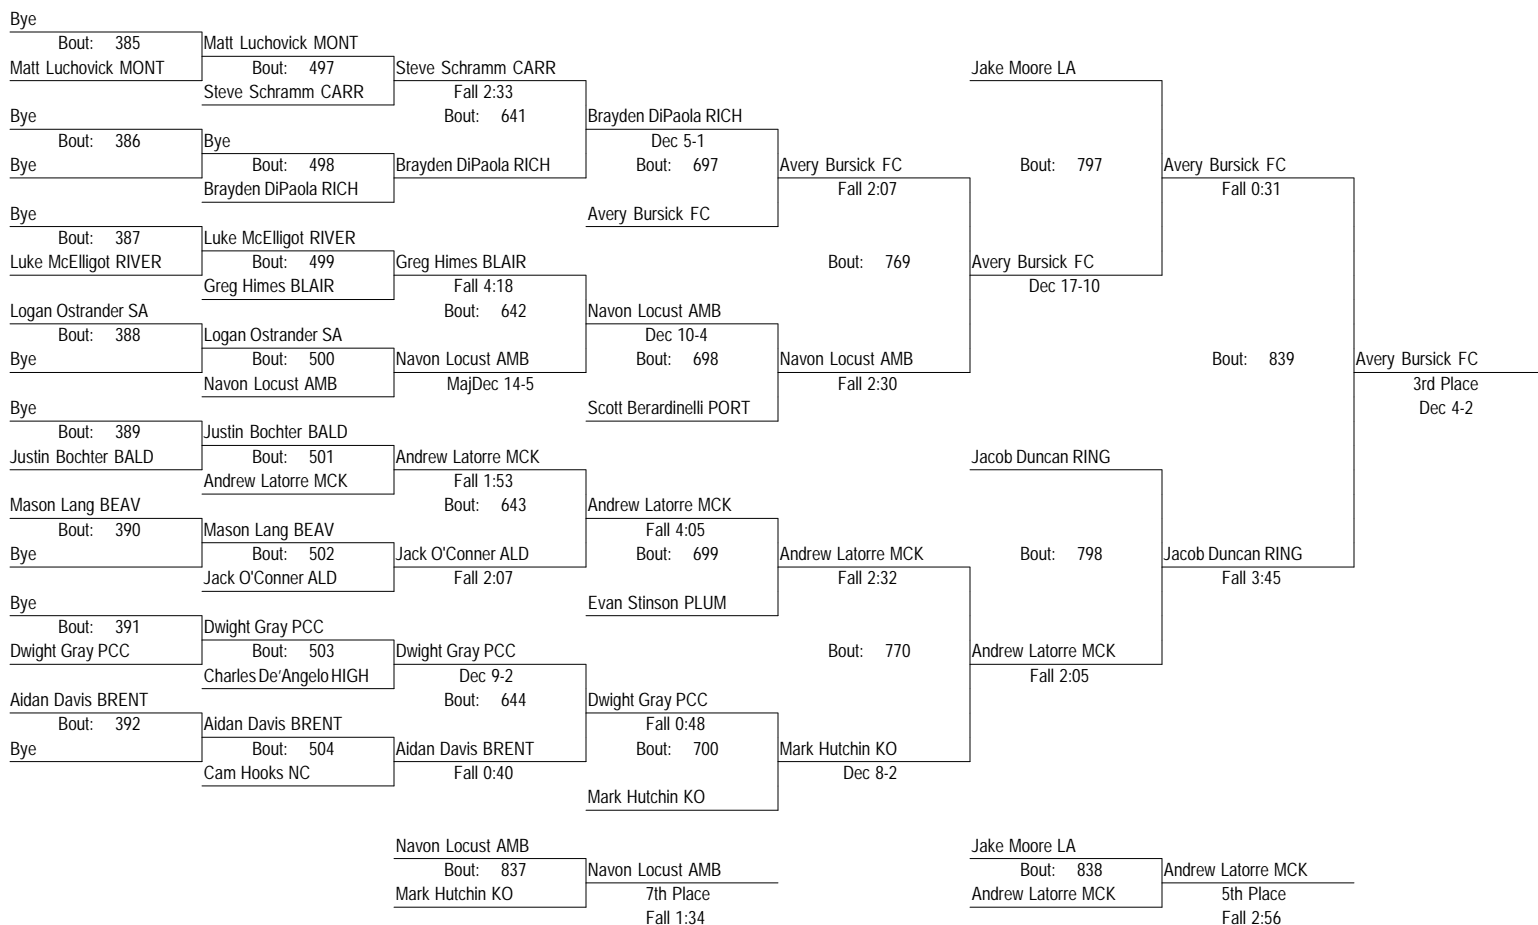 Bye
Bout: 385
Matt Luchovick MONT
Bye
Bout: 386
Bye
Bye
Bout: 387
Luke McElligot RIVER
Logan Ostrander SA
Bout: 388
Bye
Bye
Bout: 389
Justin Bochter BALD
Mason Lang BEAV
Bout: 390
Bye
Bye
Bout: 391
Dwight Gray PCC
Aidan Davis BRENT
Bout: 392
Bye
Matt Luchovick MONT
Bout: 497
Steve Schramm CARR
Bye
Bout: 498
Brayden DiPaola RICH
Luke McElligot RIVER
Bout: 499
Greg Himes BLAIR
Logan Ostrander SA
Bout: 500
Navon Locust AMB
Justin Bochter BALD
Bout: 501
Andrew Latorre MCK
Mason Lang BEAV
Bout: 502
Jack O'Conner ALD
Dwight Gray PCC
Bout: 503
Charles De'Angelo HIGH
Aidan Davis BRENT
Bout: 504
Cam Hooks NC
Steve Schramm CARR
Fall 2:33
Bout: 641
Brayden DiPaola RICH
Greg Himes BLAIR
Fall 4:18
Bout: 642
Navon Locust AMB
MajDec 14-5
Andrew Latorre MCK
Fall 1:53
Bout: 643
Jack O'Conner ALD
Fall 2:07
Dwight Gray PCC
Dec 9-2
Bout: 644
Aidan Davis BRENT
Fall 0:40
Brayden DiPaola RICH
Dec 5-1
Bout: 697
Avery Bursick FC
Navon Locust AMB
Dec 10-4
Bout: 698
Scott Berardinelli PORT
Andrew Latorre MCK
Fall 4:05
Bout: 699
Evan Stinson PLUM
Dwight Gray PCC
Fall 0:48
Bout: 700
Mark Hutchin KO
Avery Bursick FC
Fall 2:07
Bout: 769
Navon Locust AMB
Fall 2:30
Andrew Latorre MCK
Fall 2:32
Bout: 770
Mark Hutchin KO
Dec 8-2
Jake Moore LA
Bout: 797
Avery Bursick FC
Dec 17-10
Jacob Duncan RING
Bout: 798
Andrew Latorre MCK
Fall 2:05
Avery Bursick FC
Fall 0:31
Bout: 839
Jacob Duncan RING
Fall 3:45
Avery Bursick FC
3rd Place
Dec 4-2
Navon Locust AMB
Bout: 837
Mark Hutchin KO
Navon Locust AMB
7th Place
Fall 1:34
Jake Moore LA
Bout: 838
Andrew Latorre MCK
Andrew Latorre MCK
5th Place
Fall 2:56